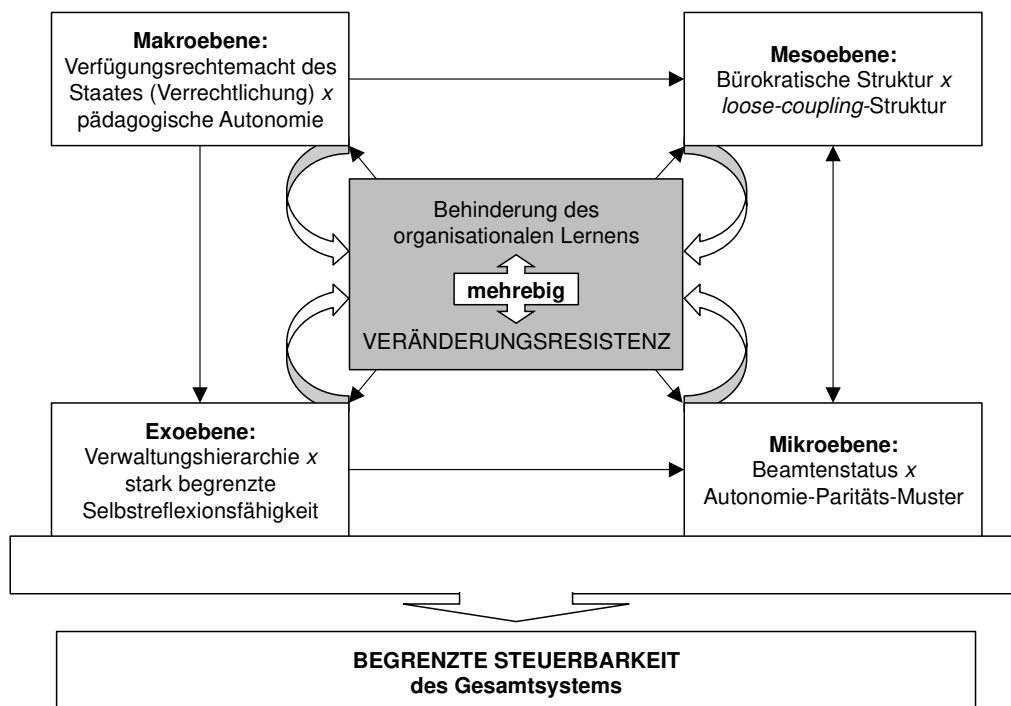 Makroebene:
Verfügungsrechtemacht des
Staates (Verrechtlichung) x
pädagogische Autonomie
Mesoebene:
Bürokratische Struktur x
loose-coupling-Struktur
Behinderung des
organisationalen Lernens
mehrebig
VERÄNDERUNGSRESISTENZ
Exoebene:
Verwaltungshierarchie x
stark begrenzte
Selbstreflexionsfähigkeit
Mikroebene:
Beamtenstatus x
Autonomie-Paritäts-Muster
BEGRENZTE STEUERBARKEIT
des Gesamtsystems